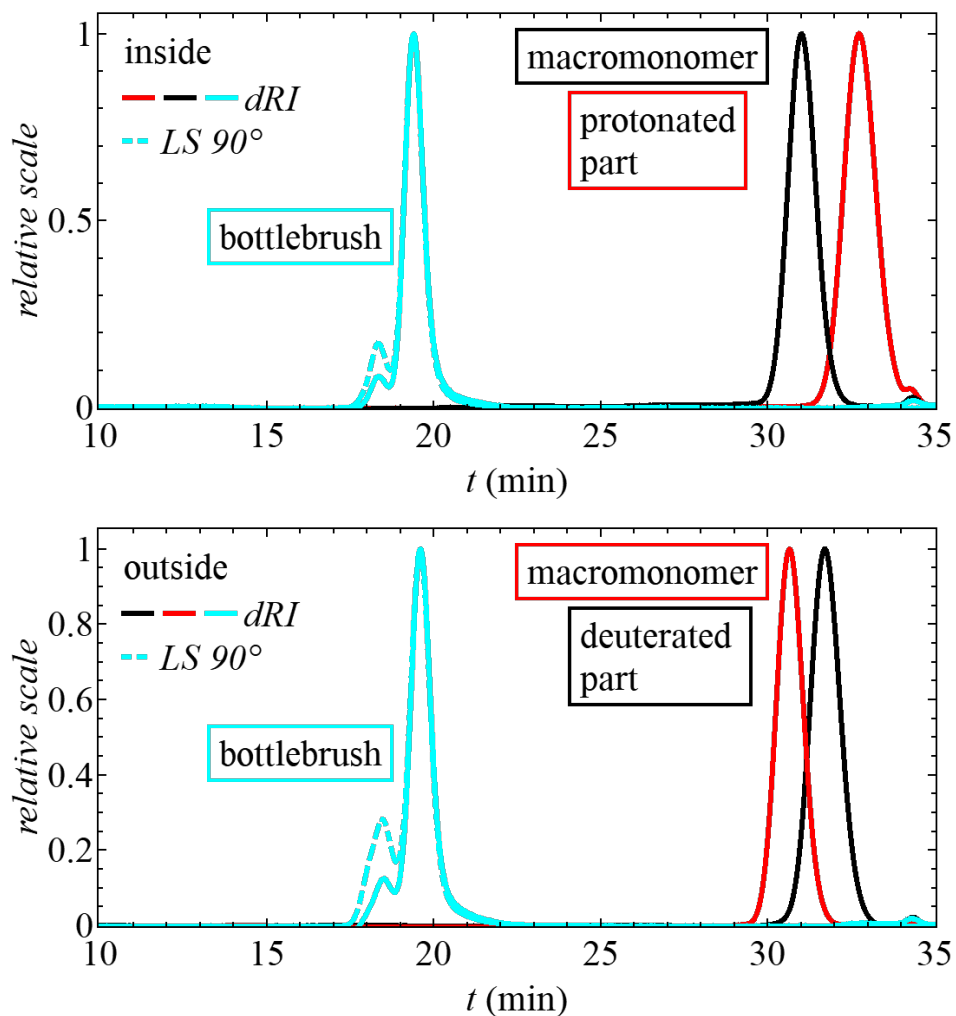 1
inside
dRI
LS 90°
macromonomer
protonated
part
relative scale
0.5
bottlebrush
0
10 15 20 25 30 35
t (min)
1
outside
dRI
LS 90°
macromonomer
deuterated
part
0.8
0.6
relative scale
bottlebrush
0.4
0.2
0
10 15 20 25 30 35
t (min)